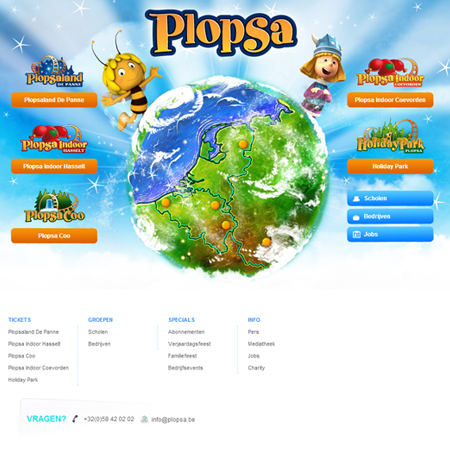 Plopsa
Plopsaland
DE PANNE
Plopsaland De Panne
Plopsa Indoor
HASSELT
Plopsa Indoor Hasselt
Plopsa Coo
Plopsa Coo
Plopsa Indoor
COEVORDEN
Plopsa Indoor Coevorden
Holiday Park
PLOPSA
Holiday Park
Scholen
Bedrijven
Jobs
TICKETS
Plopsaland De Panne
Plopsa Indoor Hasselt
Plopsa Coo
Plopsa Indoor Coevorden
Holiday Park
GROEPEN
Scholen
Bedrijven
SPECIALS
Abonnementen
Verjaardagsfeest
Familiefeest
Bedrijfsevents
INFO
Pers
Mediatheek
Jobs
Charity
VRAGEN? +32(0)58 42 02 02 info@plopsa.be